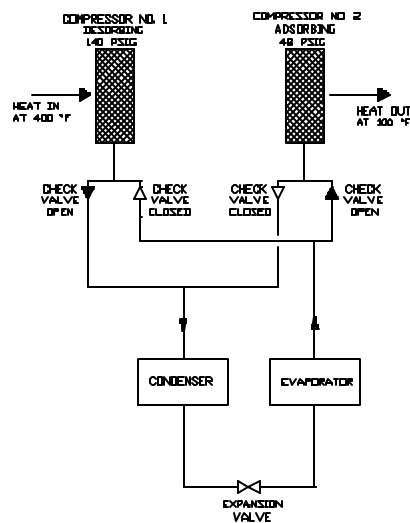 COMPRESSOR NO. 1
DESORBING
140 PSIG
COMPRESSOR NO 2
ADSORBING
48 PSIG
HEAT IN
AT 400 °F
HEAT OUT
AT 100 °F
CHECK
VALVE
OPEN
CHECK
VALVE
CLOSED
CHECK
VALVE
CLOSED
CHECK
VALVE
OPEN
CONDENSER
EVAPORATOR
EXPANSION
VALVE